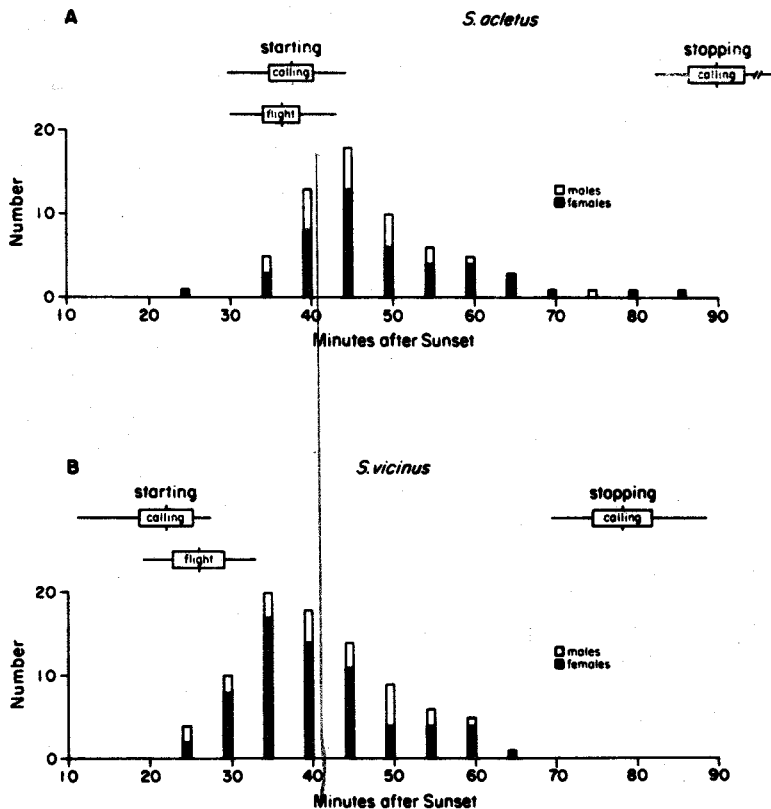 A
S. acletus
starting
stopping
calling
calling
flight
20
10
0
Number
males
females
10 20 30 40 50 60 70 80 90
Minutes after Sunset
B
S. vicinus
starting
stopping
calling
calling
flight
20
10
0
Number
males
females
10 20 30 40 50 60 70 80 90
Minutes after Sunset